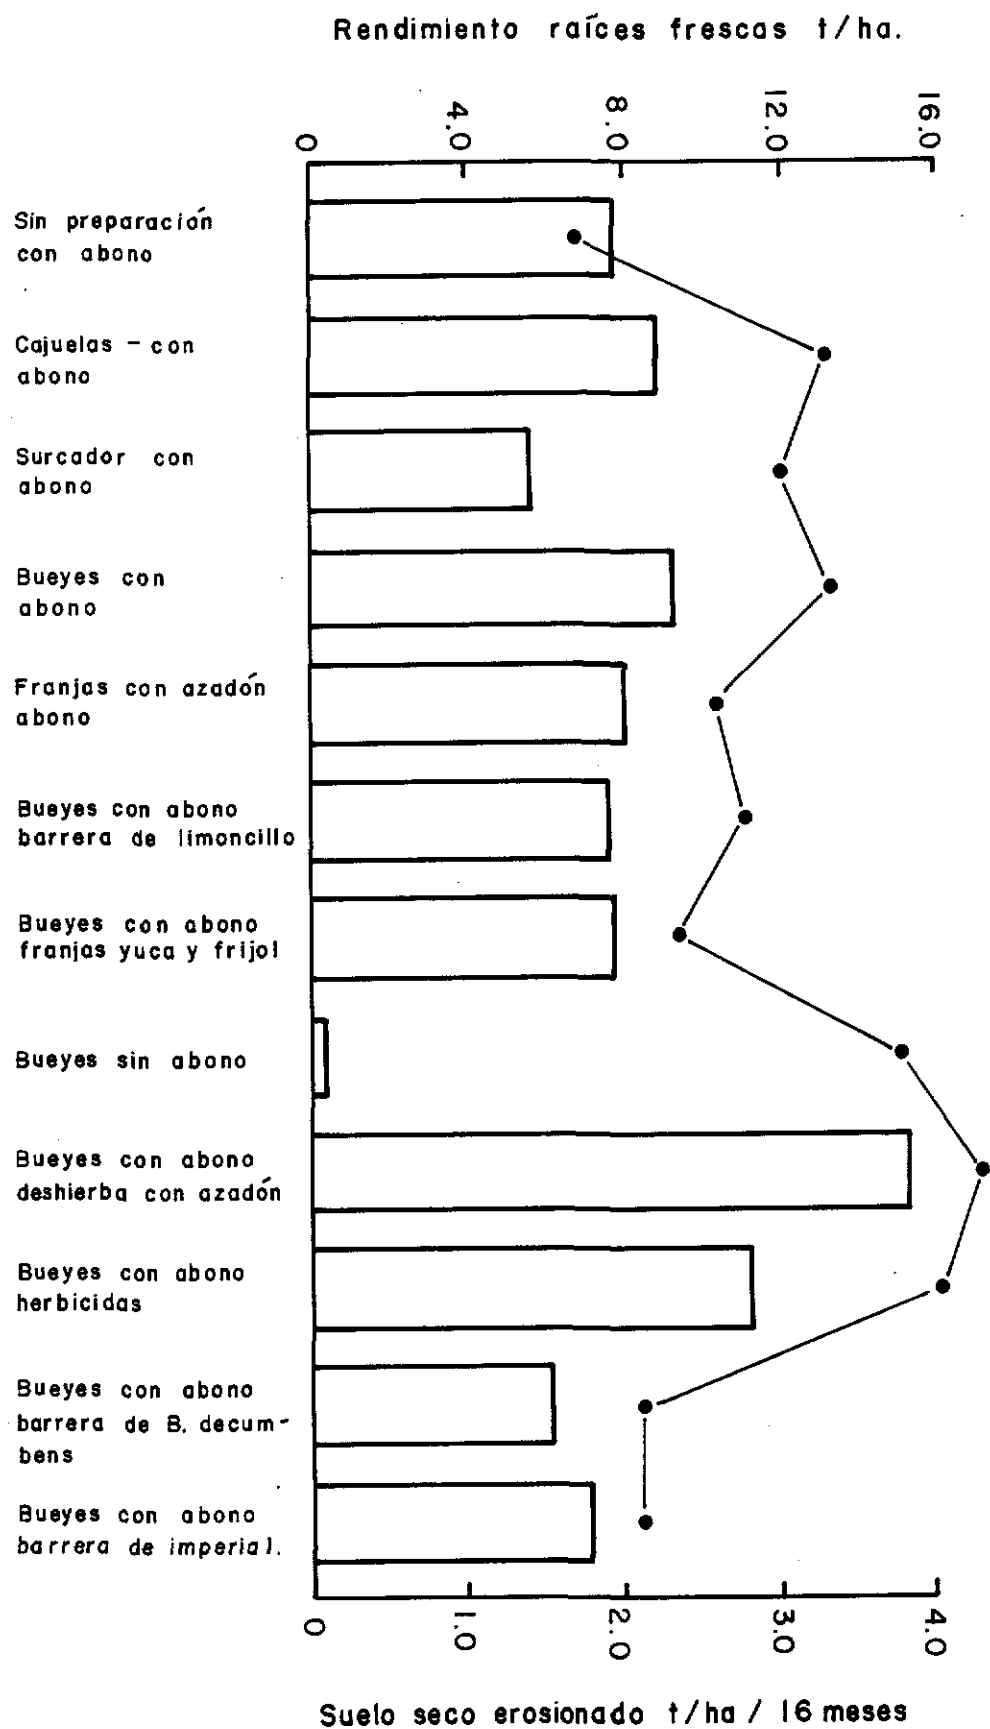 Rendimiento raíces frescas t/ha.
0 4.0 8.0 12.0 16.0
Sin preparación
con abono
Cajuelas - con
abono
Surcador con
abono
Bueyes con
abono
Franjas con azadón
abono
Bueyes con abono
barrera de limoncillo
Bueyes con abono
franjas yuca y frijol
Bueyes sin abono
Bueyes con abono
deshierba con azadón
Bueyes con abono
herbicidas
Bueyes con abono
barrera de B. decum-
bens
Bueyes con abono
barrera de imperial.
0 1.0 2.0 3.0 4.0
Suelo seco erosionado t/ha / 16 meses